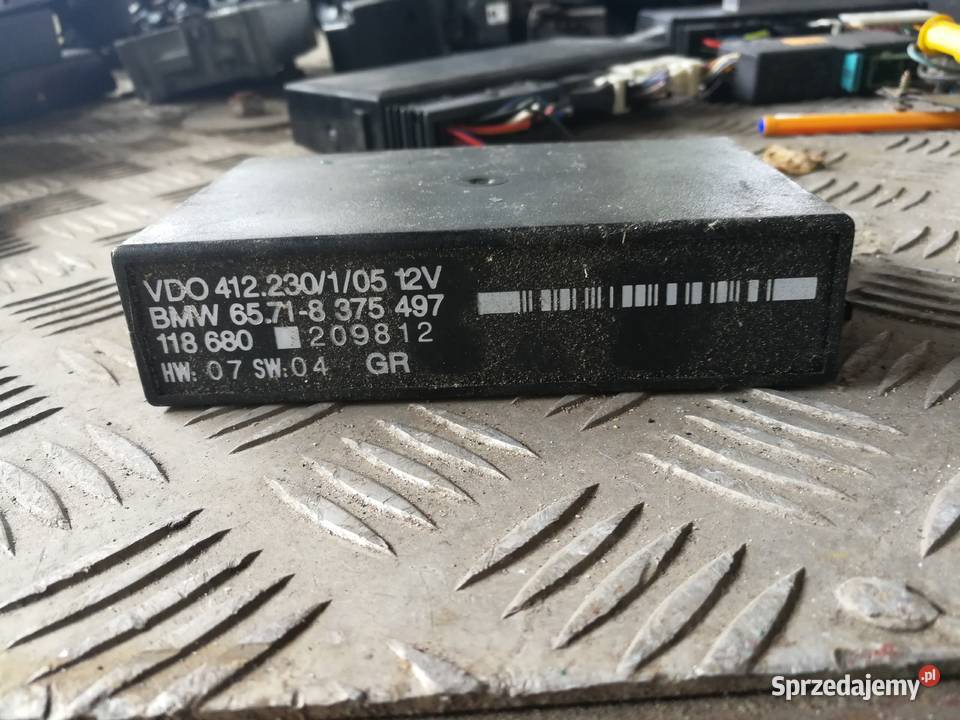 VDO 412.230/1/05 12V
BMW 65.71-8 375 497
118 680 209812
HW: 07 SW:04 GR
Sprzedajemy.pl